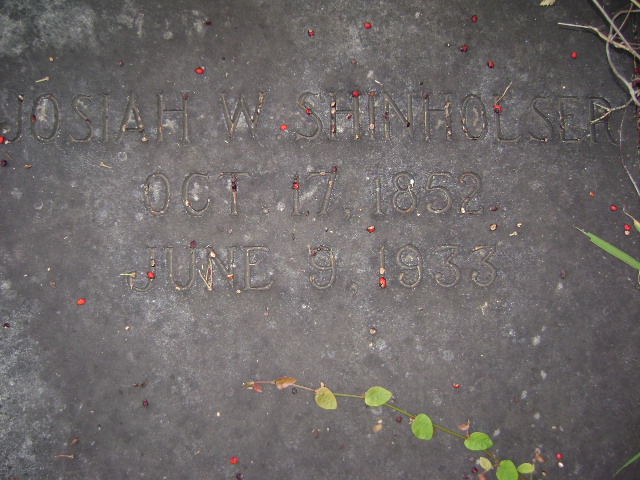 JOSIAH W. SHINHOLSER
OCT. 17, 1852
JUNE 9, 1933